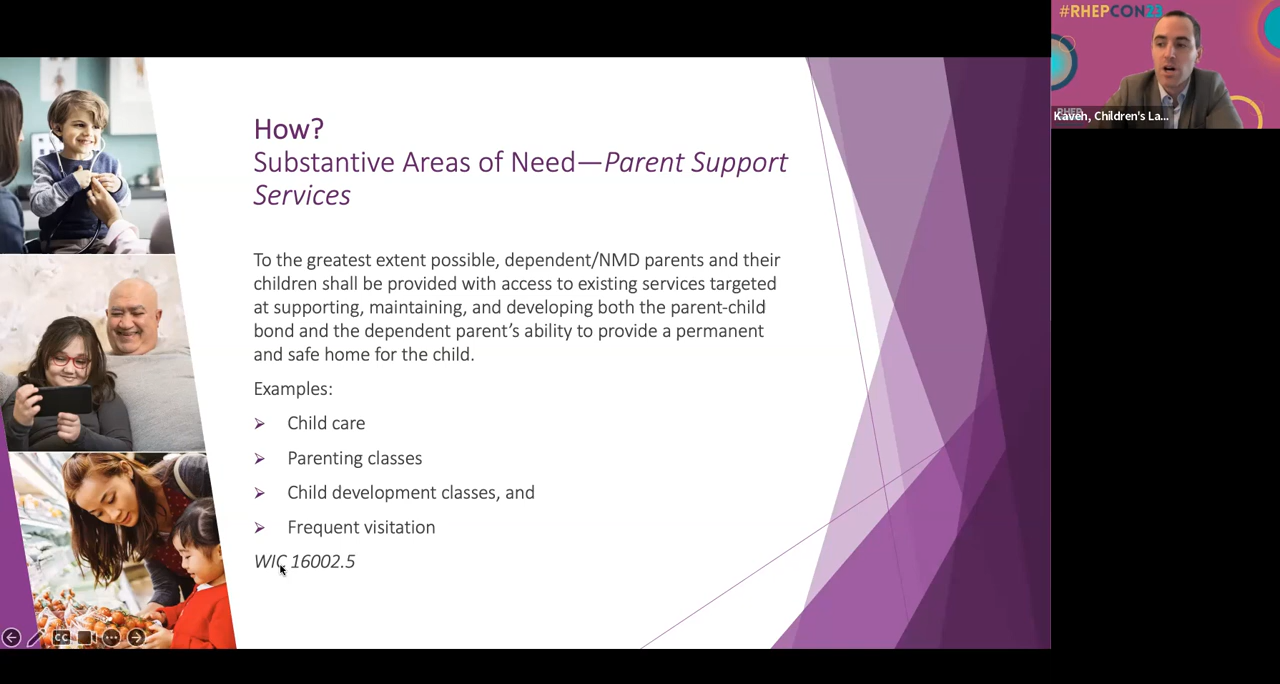 #RHEPCON23
Kaven, Children's La...
How?
Substantive Areas of Need—Parent Support
Services
To the greatest extent possible, dependent/NMD parents and their
children shall be provided with access to existing services targeted
at supporting, maintaining, and developing both the parent-child
bond and the dependent parent's ability to provide a permanent
and safe home for the child.
Examples:
Child care
Parenting classes
Child development classes, and
Frequent visitation
WIC 16002.5
CC